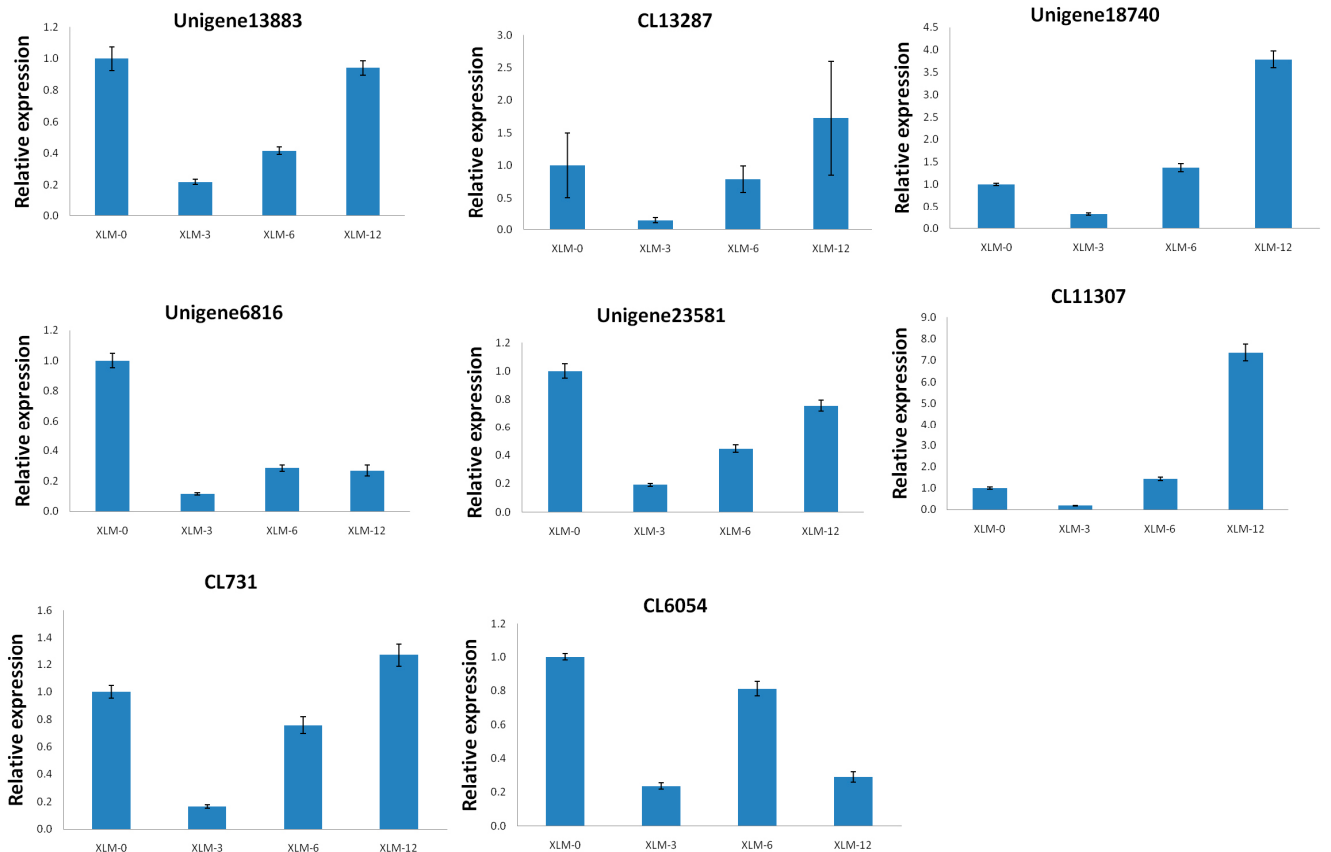 Unigene13883
Relative expression
1.2
1.0
0.8
0.6
0.4
0.2
0.0
XLM-0 XLM-3 XLM-6 XLM-12
CL13287
Relative expression
3.0
2.5
2.0
1.5
1.0
0.5
0.0
XLM-0 XLM-3 XLM-6 XLM-12
Unigene18740
Relative expression
4.5
4.0
3.5
3.0
2.5
2.0
1.5
1.0
0.5
0.0
XLM-0 XLM-3 XLM-6 XLM-12
Unigene6816
Relative expression
1.2
1.0
0.8
0.6
0.4
0.2
0.0
XLM-0 XLM-3 XLM-6 XLM-12
Unigene23581
Relative expression
1.2
1.0
0.8
0.6
0.4
0.2
0.0
XLM-0 XLM-3 XLM-6 XLM-12
CL11307
Relative expression
9.0
8.0
7.0
6.0
5.0
4.0
3.0
2.0
1.0
0.0
XLM-0 XLM-3 XLM-6 XLM-12
CL731
Relative expression
1.6
1.4
1.2
1.0
0.8
0.6
0.4
0.2
0.0
XLM-0 XLM-3 XLM-6 XLM-12
CL6054
Relative expression
1.2
1.0
0.8
0.6
0.4
0.2
0.0
XLM-0 XLM-3 XLM-6 XLM-12